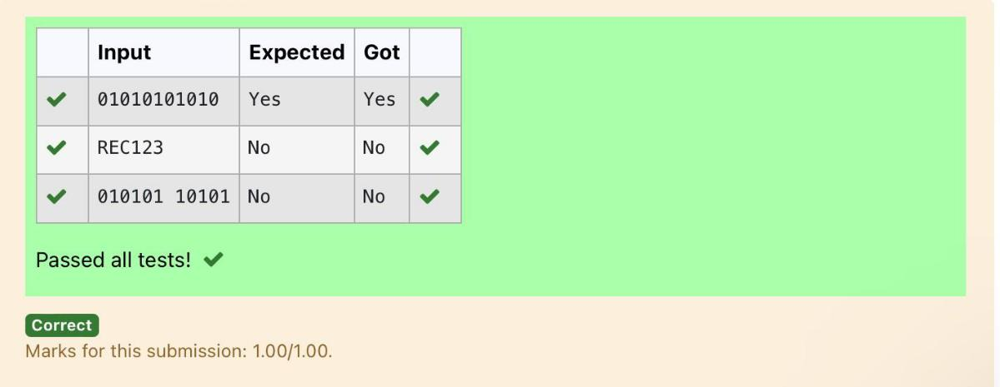 Input Expected Got
01010101010 Yes Yes
REC123 No No
010101 10101 No No
Passed all tests!
Correct
Marks for this submission: 1.00/1.00.